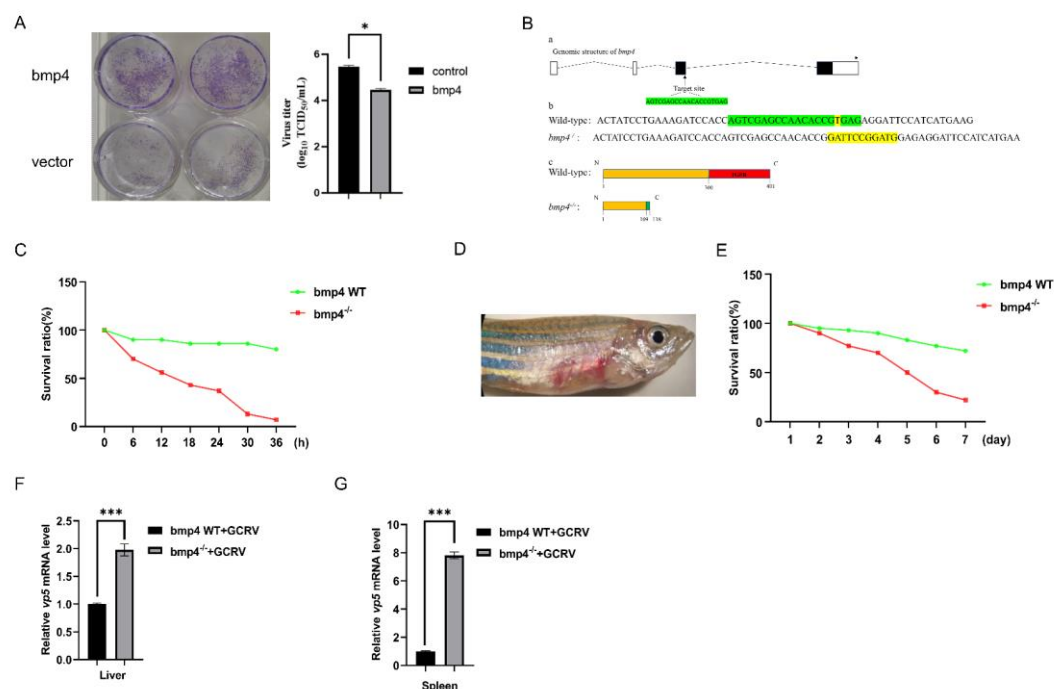 A
bmp4
vector
*
Virus titer
(log10 TCID50/mL)
6
4
2
0
control
bmp4
B
a
Genomic structure of bmp4
*
Target site
AGTCGAGCCAACACCGTGAG
b
Wild-type: ACTATCCTGAAAGATCCACCAGTCGAGCCAACACCGTGAGAGGATTCCATCATGAAG
bmp4-/-: ACTATCCTGAAAGATCCACCAGTCGAGCCAACACCGGATTCCGGATGGAGAGGATTCCATCATGAA
c
N C
Wild-type:
1
N C
bmp4-/-:
1
C
Survival ratio(%)
150
100
50
0
0 6 12 18 24 30 36 (h)
bmp4 WT
bmp4-/-
D
E
Survival ratio(%)
150
100
50
0
1 2 3 4 5 6 7 (day)
bmp4 WT
bmp4-/-
F
***
Relative vp5 mRNA level
2.5
2.0
1.5
1.0
0.5
0.0
Liver
bmp4 WT+GCRV
bmp4-/-+GCRV
G
***
Relative vp5 mRNA level
10
8
6
4
2
0
Spleen
bmp4 WT+GCRV
bmp4-/-+GCRV